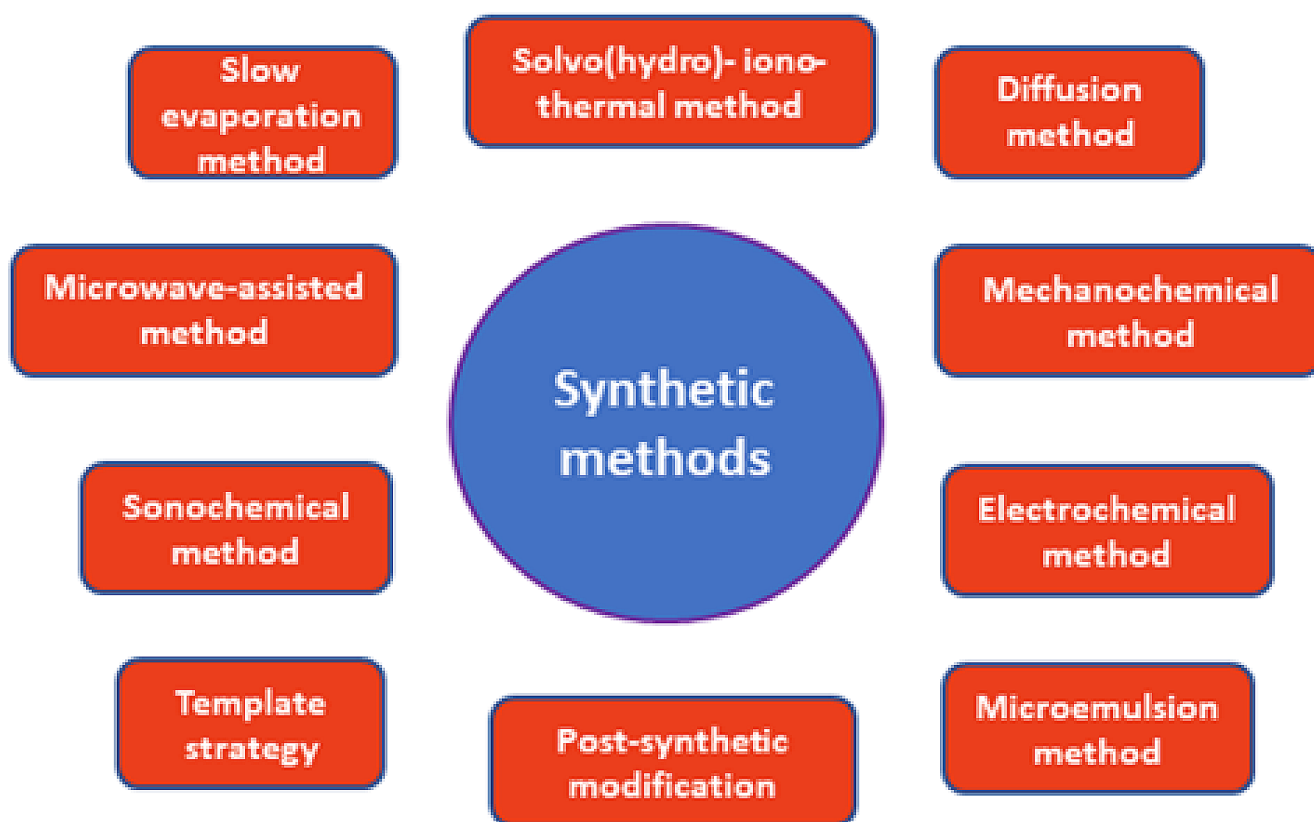 Slow
evaporation
method
Solvo(hydro)- iono-
thermal method
Diffusion
method
Microwave-assisted
method
Mechanochemical
method
Synthetic
methods
Sonochemical
method
Electrochemical
method
Template
strategy
Post-synthetic
modification
Microemulsion
method